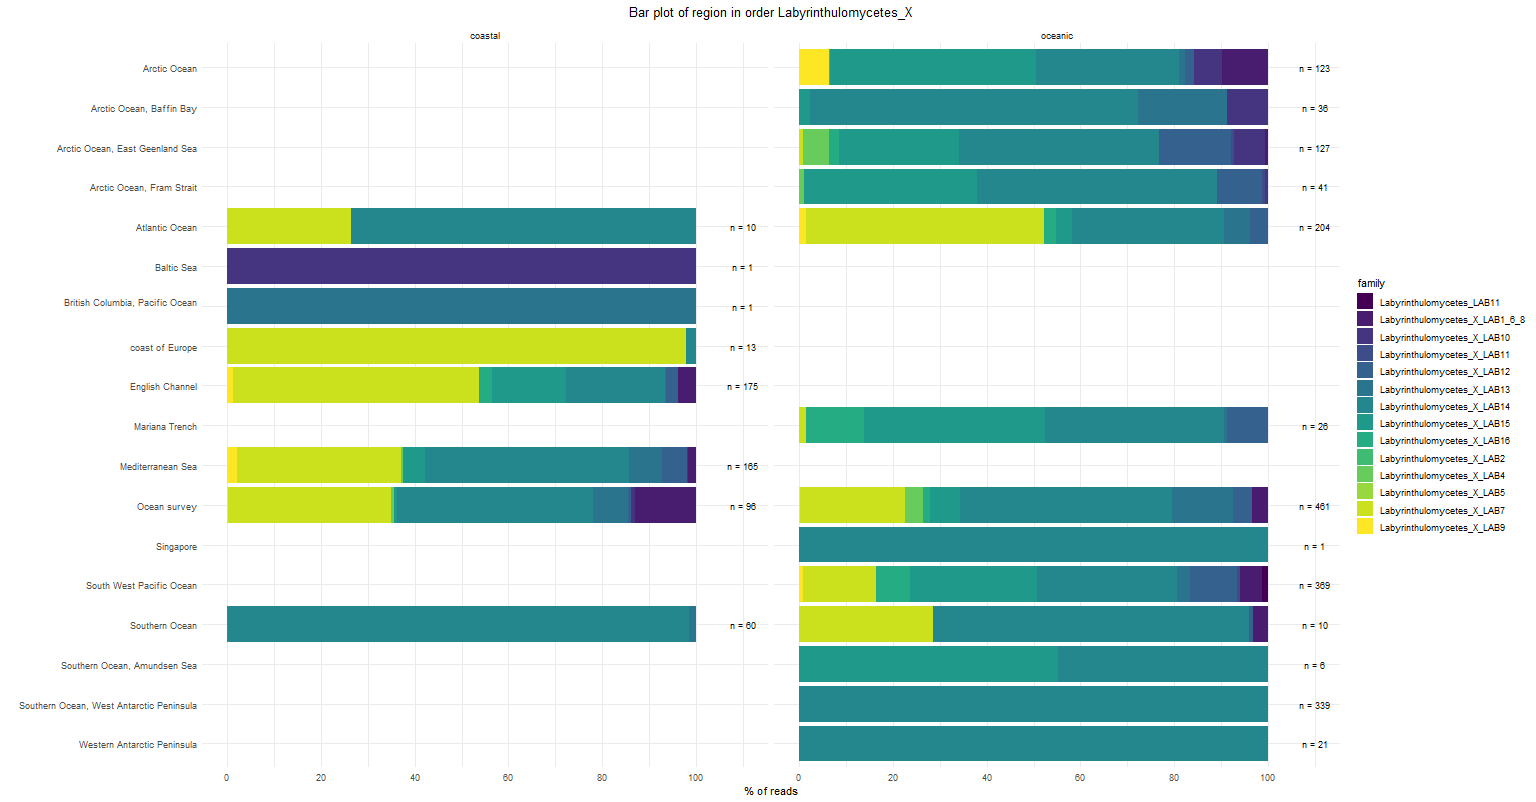 Bar plot of region in order Labyrinthulomycetes_X
coastal
oceanic
Arctic Ocean
n = 123
Arctic Ocean, Baffin Bay
n = 36
Arctic Ocean, East Geenland Sea
n = 127
Arctic Ocean, Fram Strait
n = 41
Atlantic Ocean
n = 10
n = 204
Baltic Sea
n = 1
British Columbia, Pacific Ocean
n = 1
coast of Europe
n = 13
English Channel
n = 175
Mariana Trench
n = 26
Mediterranean Sea
n = 165
Ocean survey
n = 96
n = 461
Singapore
n = 1
South West Pacific Ocean
n = 369
Southern Ocean
n = 60
n = 10
Southern Ocean, Amundsen Sea
n = 6
Southern Ocean, West Antarctic Peninsula
n = 339
Western Antarctic Peninsula
n = 21
0 20 40 60 80 100
0 20 40 60 80 100
% of reads
family
Labyrinthulomycetes_LAB11
Labyrinthulomycetes_X_LAB1_6_8
Labyrinthulomycetes_X_LAB10
Labyrinthulomycetes_X_LAB11
Labyrinthulomycetes_X_LAB12
Labyrinthulomycetes_X_LAB13
Labyrinthulomycetes_X_LAB14
Labyrinthulomycetes_X_LAB15
Labyrinthulomycetes_X_LAB16
Labyrinthulomycetes_X_LAB2
Labyrinthulomycetes_X_LAB4
Labyrinthulomycetes_X_LAB5
Labyrinthulomycetes_X_LAB7
Labyrinthulomycetes_X_LAB9